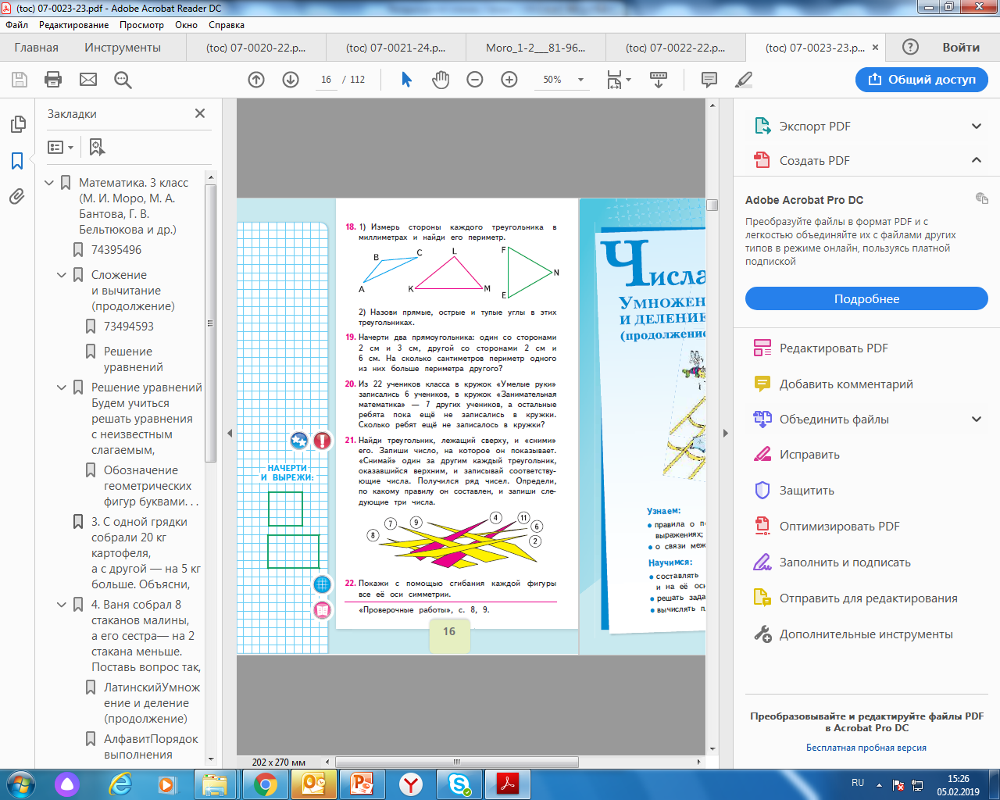 (toc) 07-0023-23.pdf - Adobe Acrobat Reader DC
Файл Редактирование Просмотр Окно Справка
Главная Инструменты (toc) 07-0020-22.p... (toc) 07-0021-24.p... Moro_1-2___81-96... (toc) 07-0022-22.p... (toc) 07-0023-23.p... × Войти
16 / 112 50% Общий доступ
Закладки
Математика. 3 класс
(М. И. Моро, М. А.
Бантова, Г. В.
Бельтюкова и др.)
74395496
Сложение
и вычитание
(продолжение)
73494593
Решение
уравнений
Решение уравнений
Будем учиться
решать уравнения
с неизвестным
слагаемым,
Обозначение
геометрических
фигур буквами. . .
3. С одной грядки
собрали 20 кг
картофеля,
а с другой — на 5 кг
больше. Объясни,
4. Ваня собрал 8
стаканов малины,
а его сестра— на 2
стакана меньше.
Поставь вопрос так,
ЛатинскийУмнож
ение и деление
(продолжение)
АлфавитПорядок
выполнения
НАЧЕРТИ
И ВЫРЕЖИ:
18. 1) Измерь стороны каждого треугольника в
миллиметрах и найди его периметр.
A B C K L M F N E
2) Назови прямые, острые и тупые углы в этих
треугольниках.
19. Начерти два прямоугольника: один со сторонами
2 см и 3 см, другой со сторонами 2 см и
6 см. На сколько сантиметров периметр одного
из них больше периметра другого?
20. Из 22 учеников класса в кружок «Умелые руки»
записались 6 учеников, в кружок «Занимательная
математика» — 7 других учеников, а остальные
ребята пока ещё не записались в кружки.
Сколько ребят ещё не записалось в кружки?
21. Найди треугольник, лежащий сверху, и «сними»
его. Запиши число, на которое он показывает.
«Снимай» один за другим каждый треугольник,
оказавшийся верхним, и записывай соответству-
ющие числа. Получился ряд чисел. Определи,
по какому правилу он составлен, и запиши сле-
дующие три числа.
8 7 9 4 11 6 2
22. Покажи с помощью сгибания каждой фигуры
все её оси симметрии.
«Проверочные работы», с. 8, 9.
16
Числа
УМНОЖЕН
И ДЕЛЕНИЕ
(продолжение
Узнаем:
• правила о п
выражениях;
• о связи меж
Научимся:
• составлять
и на её осн
• решать зада
• вычислять п
202 x 270 мм
Экспорт PDF
Создать PDF
Adobe Acrobat Pro DC
Преобразуйте файлы в формат PDF и с
легкостью объединяйте их с файлами других
типов в режиме онлайн, пользуясь платной
подпиской
Подробнее
Редактировать PDF
Добавить комментарий
Объединить файлы
Исправить
Защитить
Оптимизировать PDF
Заполнить и подписать
Отправить для редактирования
Дополнительные инструменты
Преобразовывайте и редактируйте файлы PDF
в Acrobat Pro DC
Бесплатная пробная версия
RU 15:26
05.02.2019